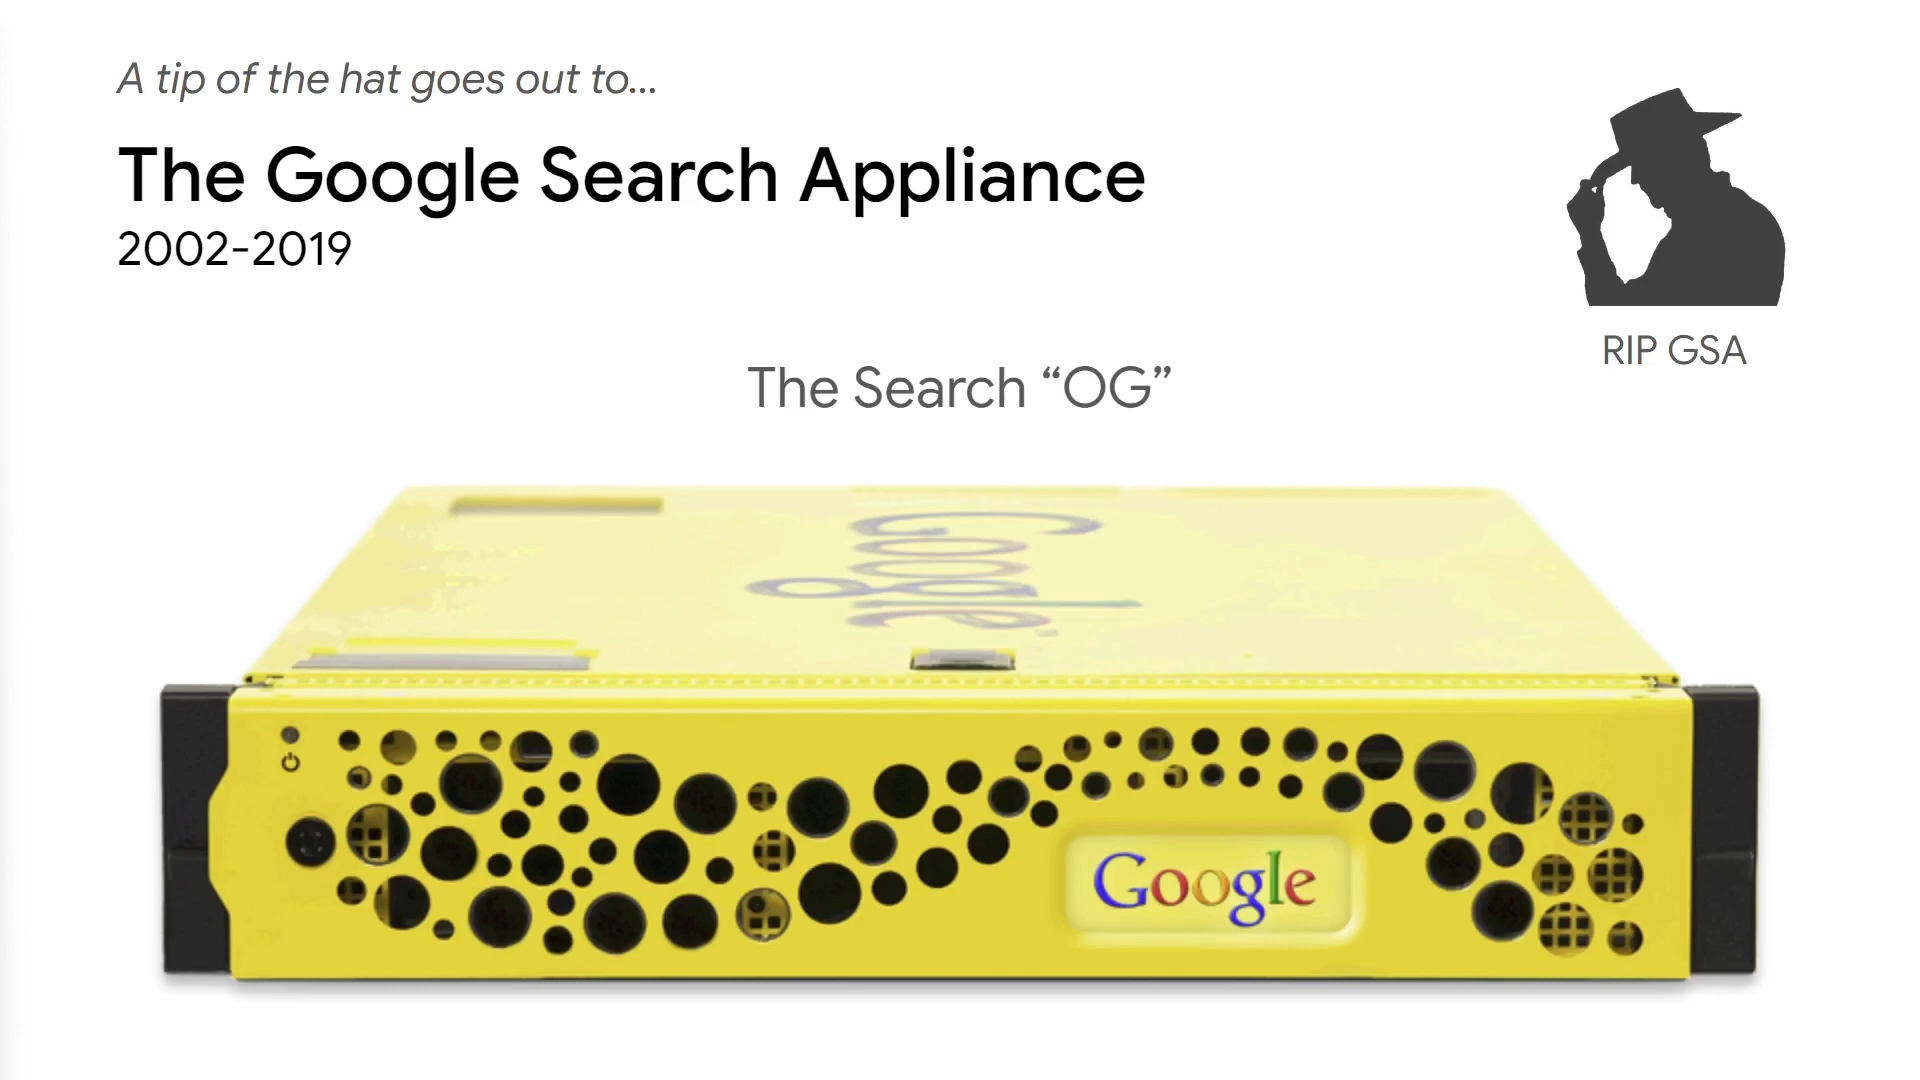 A tip of the hat goes out to...
The Google Search Appliance
2002-2019
RIP GSA
The Search “OG”
Google
Google